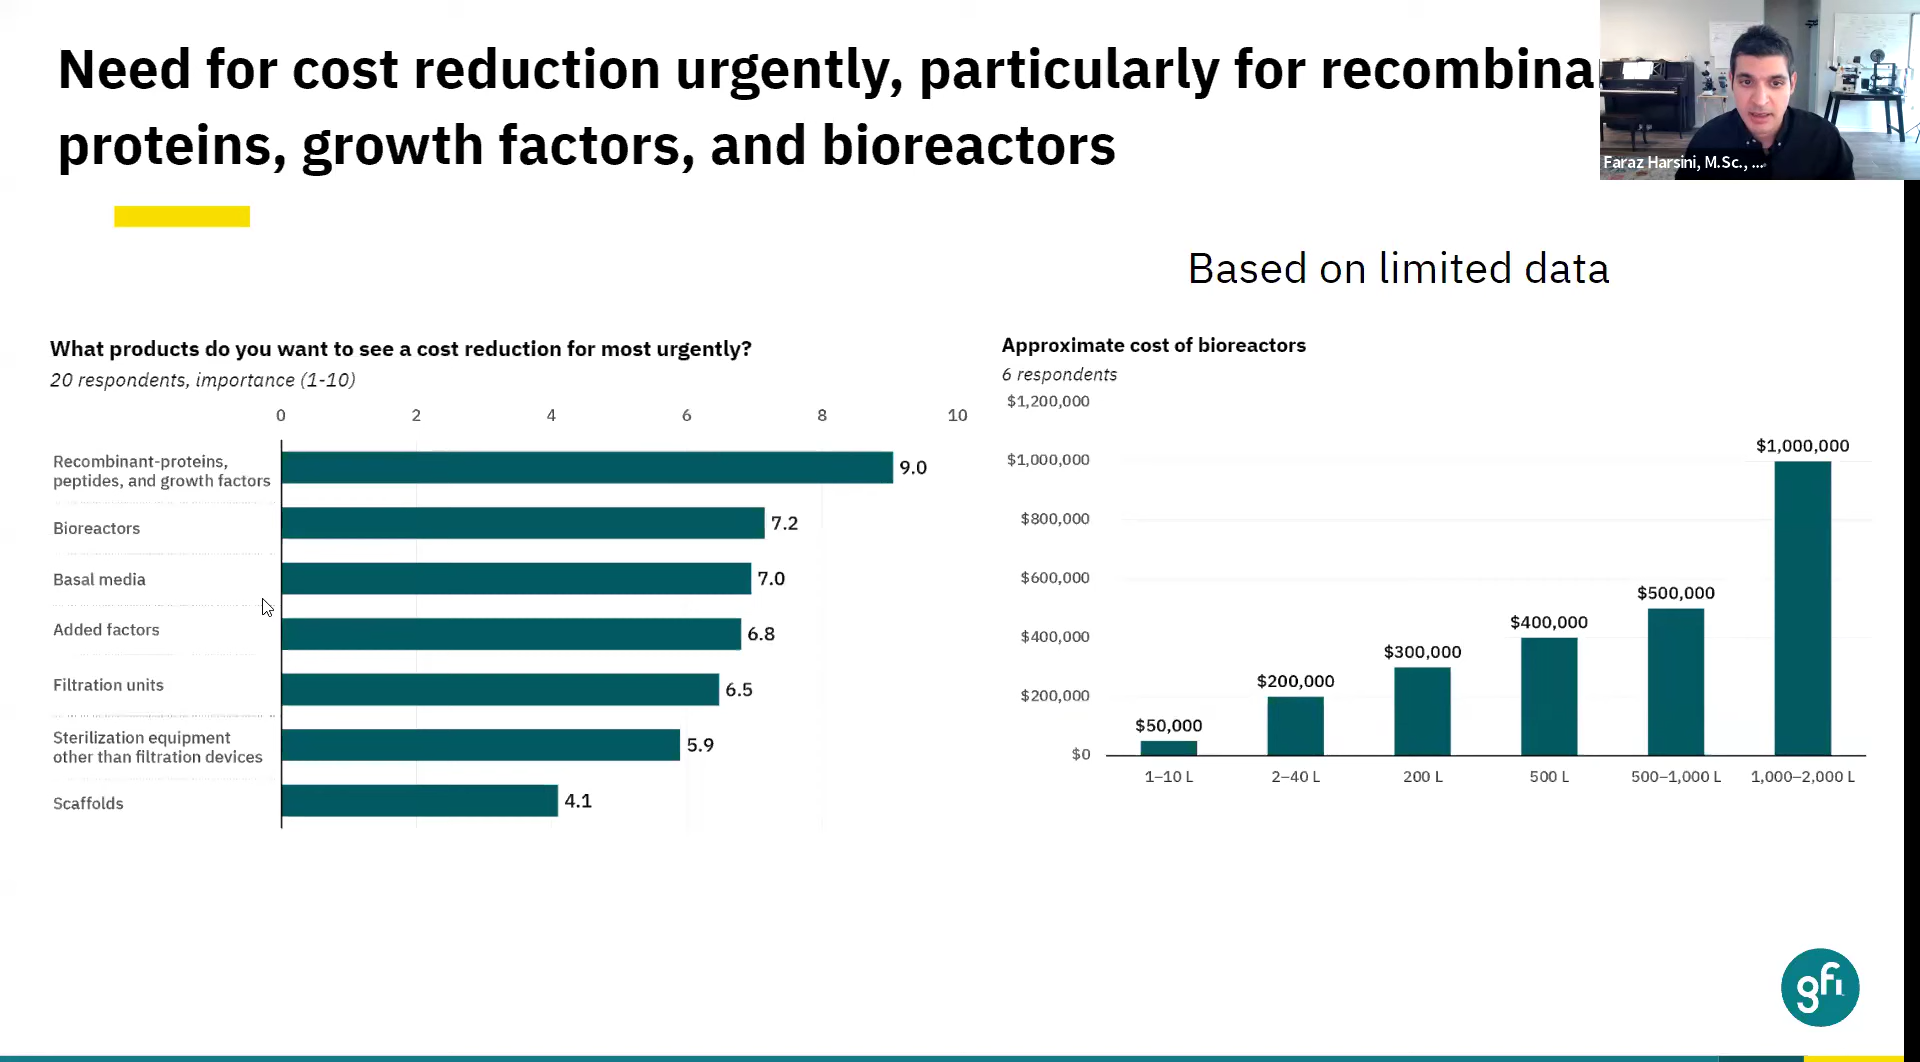 Need for cost reduction urgently, particularly for recombina
proteins, growth factors, and bioreactors
Faraz Harsini, M.Sc., ...
Based on limited data
What products do you want to see a cost reduction for most urgently?
20 respondents, importance (1-10)
0 2 4 6 8 10
Recombinant-proteins,
peptides, and growth factors
9.0
Bioreactors
7.2
Basal media
7.0
Added factors
6.8
Filtration units
6.5
Sterilization equipment
other than filtration devices
5.9
Scaffolds
4.1
Approximate cost of bioreactors
6 respondents
$1,200,000
$1,000,000
$800,000
$600,000
$400,000
$200,000
$0
$50,000
$200,000
$300,000
$400,000
$500,000
$1,000,000
1–10 L 2–40 L 200 L 500 L 500–1,000 L 1,000–2,000 L
gfi